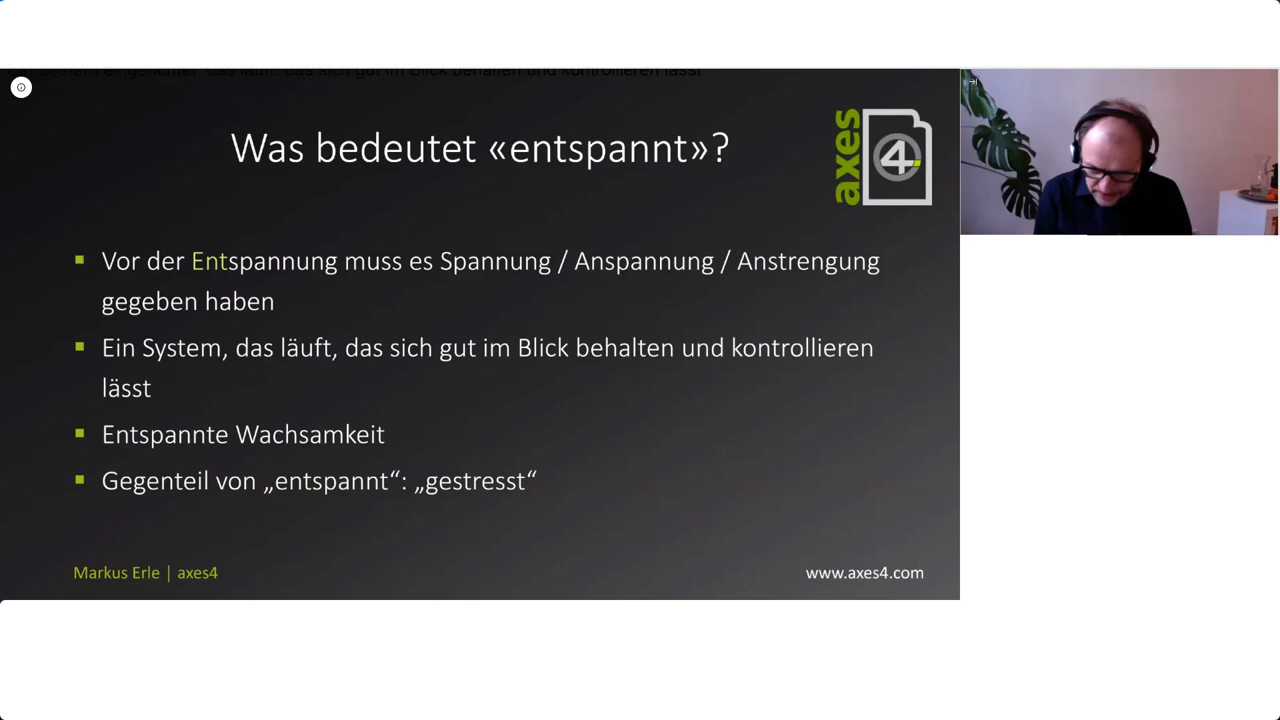 Was bedeutet «entspannt»?
axes
4
Vor der Entspannung muss es Spannung / Anspannung / Anstrengung
gegeben haben
Ein System, das läuft, das sich gut im Blick behalten und kontrollieren
lässt
Entspannte Wachsamkeit
Gegenteil von „entspannt“: „gestresst“
Markus Erle | axes4
www.axes4.com